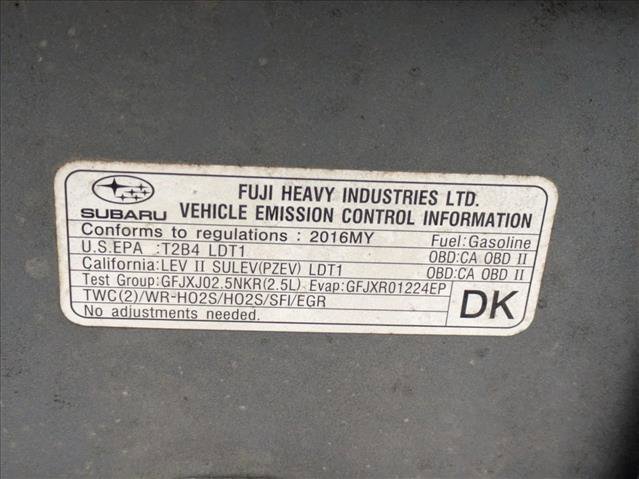 FUJI HEAVY INDUSTRIES LTD.
SUBARU VEHICLE EMISSION CONTROL INFORMATION
Conforms to regulations : 2016MY Fuel:Gasoline
U.S.EPA :T2B4 LDT1 OBD:CA OBD II
California:LEV II SULEV(PZEV) LDT1 OBD:CA OBD II
Test Group:GFJXJ02.5NKR(2.5L) Evap:GFJXR01224EP
TWC(2)/WR-HO2S/HO2S/SFI/EGR
No adjustments needed.
DK